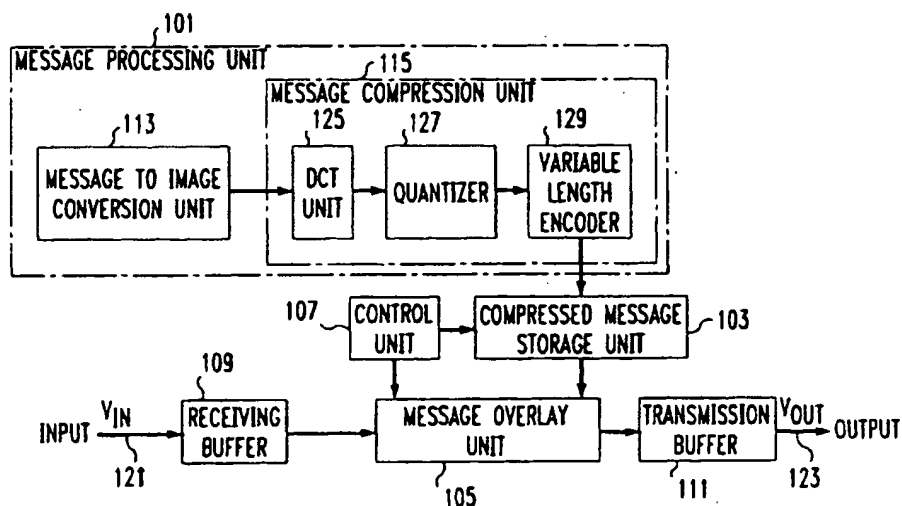 101
MESSAGE PROCESSING UNIT
115
MESSAGE COMPRESSION UNIT
113
125
127
129
MESSAGE TO IMAGE
CONVERSION UNIT
DCT
UNIT
QUANTIZER
VARIABLE
LENGTH
ENCODER
107
CONTROL
UNIT
COMPRESSED MESSAGE
STORAGE UNIT
103
109
INPUT
VIN
121
RECEIVING
BUFFER
MESSAGE OVERLAY
UNIT
105
TRANSMISSION
BUFFER
111
VOUT
123
OUTPUT